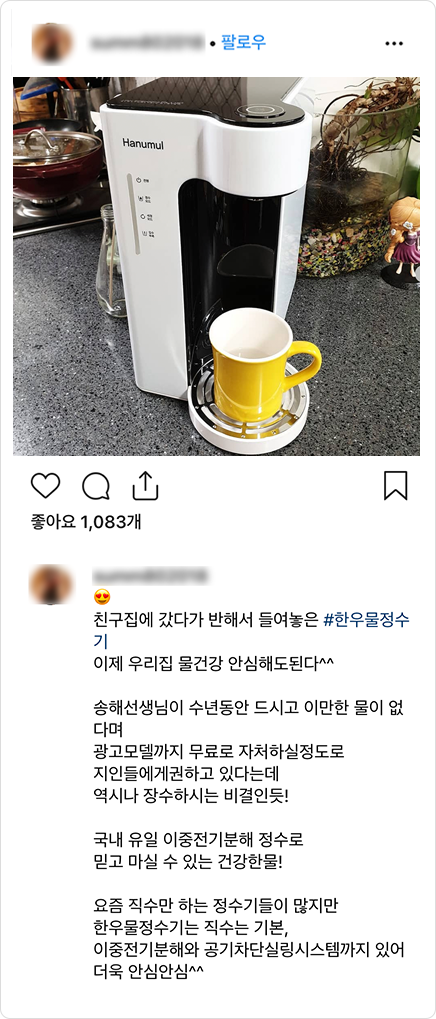 • 팔로우
Hanumul
좋아요 1,083개
친구집에 갔다가 반해서 들여놓은 #한우물정수
기
이제 우리집 물건강 안심해도된다^^
송해선생님이 수년동안 드시고 이만한 물이 없
다며
광고모델까지 무료로 자처하실정도로
지인들에게권하고 있다는데
역시나 장수하시는 비결인듯!
국내 유일 이중전기분해 정수로
믿고 마실 수 있는 건강한물!
요즘 직수만 하는 정수기들이 많지만
한우물정수기는 직수는 기본,
이중전기분해와 공기차단실링시스템까지 있어
더욱 안심안심^^